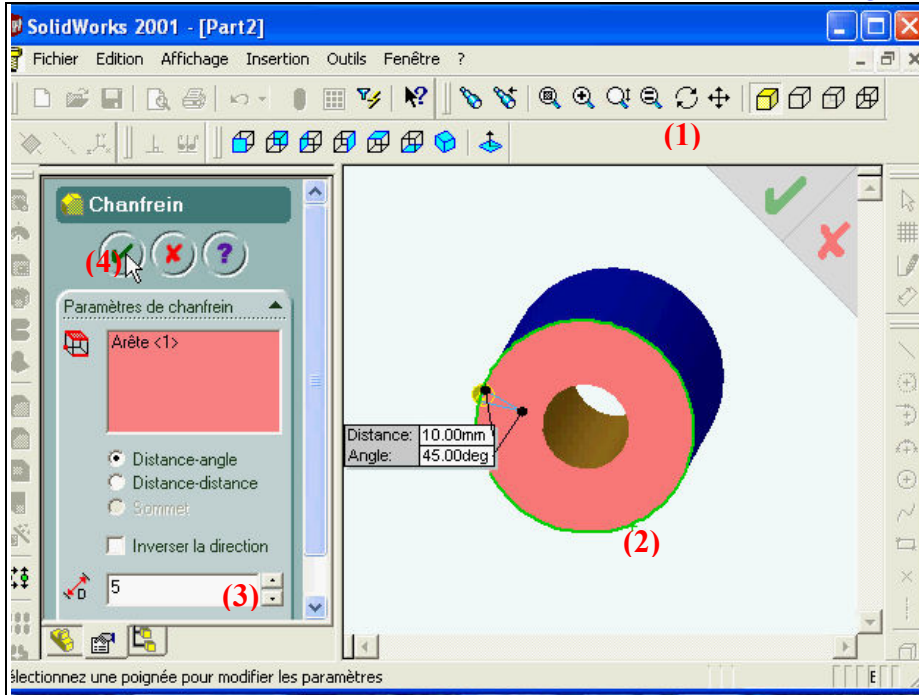 SolidWorks 2001 - [Part2]
Fichier Edition Affichage Insertion Outils Fenêtre ?
(1)
Chanfrein
(4)
Paramètres de chanfrein
Arête <1>
Distance: 10.00mm
Angle: 45.00deg
Distance-angle
Distance-distance
Sommet
(2)
Inverser la direction
D 5 (3)
électionnez une poignée pour modifier les paramètres
E